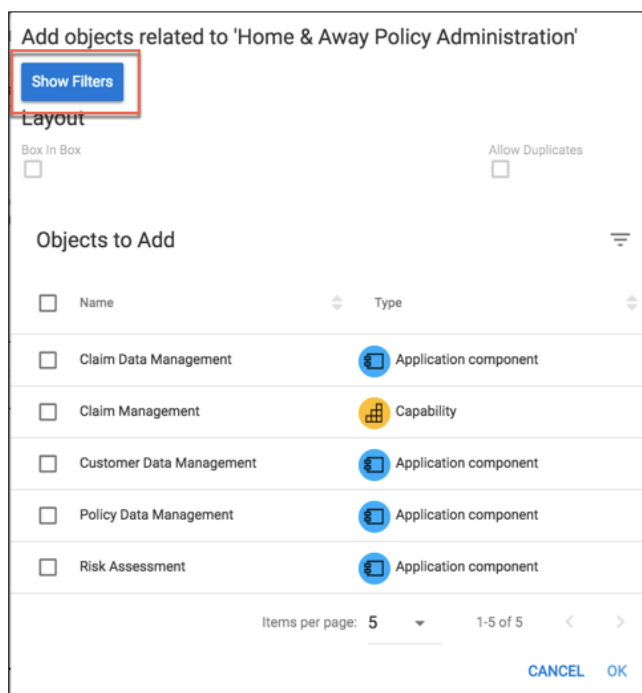 Add objects related to 'Home & Away Policy Administration'
Show Filters
Layout
Box In Box Allow Duplicates
Objects to Add
Name Type
Claim Data Management Application component
Claim Management Capability
Customer Data Management Application component
Policy Data Management Application component
Risk Assessment Application component
Items per page: 5 1-5 of 5
CANCEL OK